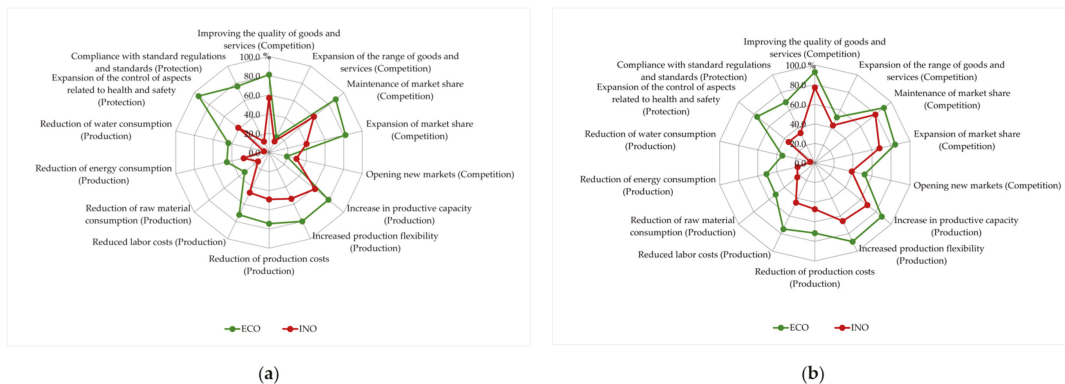 Improving the quality of goods and
services (Competition)
100.0 %
80.0
60.0
40.0
20.0
0.0
Expansion of the range of goods and
services (Competition)
Maintenance of market share
(Competition)
Expansion of market share
(Competition)
Opening new markets (Competition)
Increase in productive capacity
(Production)
Increased production flexibility
(Production)
Reduction of production costs
(Production)
Reduced labor costs (Production)
Reduction of raw material
consumption (Production)
Reduction of energy consumption
(Production)
Reduction of water consumption
(Production)
Expansion of the control of aspects
related to health and safety
(Protection)
Compliance with standard regulations
and standards (Protection)
ECO
INO
(a)
Improving the quality of goods and
services (Competition)
100.0 %
80.0
60.0
40.0
20.0
0.0
Expansion of the range of goods and
services (Competition)
Maintenance of market share
(Competition)
Expansion of market share
(Competition)
Opening new markets (Competition)
Increase in productive capacity
(Production)
Increased production flexibility
(Production)
Reduction of production costs
(Production)
Reduced labor costs (Production)
Reduction of raw material
consumption (Production)
Reduction of energy consumption
(Production)
Reduction of water consumption
(Production)
Expansion of the control of aspects
related to health and safety
(Protection)
Compliance with standard regulations
and standards (Protection)
ECO
INO
(b)